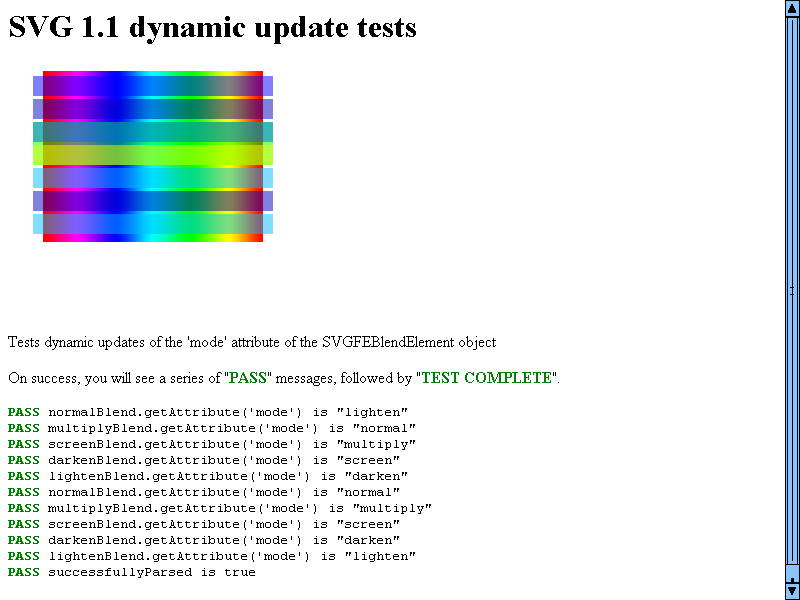 SVG 1.1 dynamic update tests
Tests dynamic updates of the 'mode' attribute of the SVGFEBlendElement object
On success, you will see a series of "PASS" messages, followed by "TEST COMPLETE".
PASS normalBlend.getAttribute('mode') is "lighten"
PASS multiplyBlend.getAttribute('mode') is "normal"
PASS screenBlend.getAttribute('mode') is "multiply"
PASS darkenBlend.getAttribute('mode') is "screen"
PASS lightenBlend.getAttribute('mode') is "darken"
PASS normalBlend.getAttribute('mode') is "normal"
PASS multiplyBlend.getAttribute('mode') is "multiply"
PASS screenBlend.getAttribute('mode') is "screen"
PASS darkenBlend.getAttribute('mode') is "darken"
PASS lightenBlend.getAttribute('mode') is "lighten"
PASS successfullyParsed is true